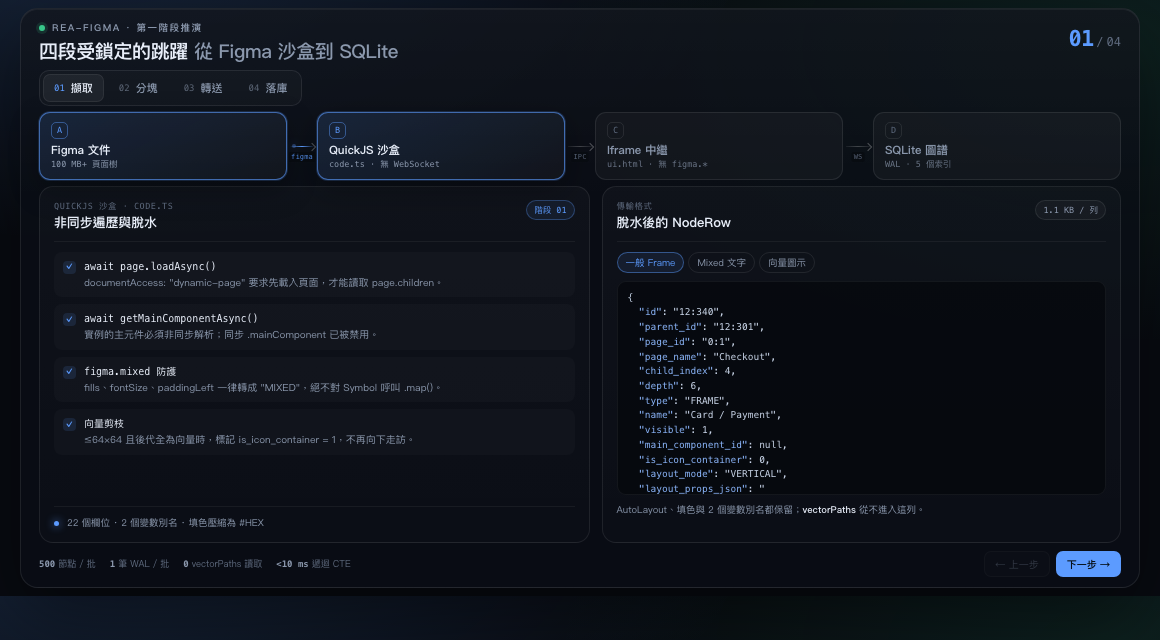 REA-FIGMA · 第一階段推演
四段受鎖定的跳躍 從 Figma 沙盒到 SQLite
01 / 04
01 擷取 02 分塊 03 轉送 04 落庫
A
Figma 文件
100 MB+ 頁面樹
figma
B
QuickJS 沙盒
code.ts · 無 WebSocket
IPC
C
Iframe 中繼
ui.html · 無 figma.*
WS
D
SQLite 圖譜
WAL · 5 個索引
QUICKJS 沙盒 · CODE.TS
非同步遍歷與脫水
階段 01
await page.loadAsync()
documentAccess: "dynamic-page" 要求先載入頁面，才能讀取 page.children。
await getMainComponentAsync()
實例的主元件必須非同步解析；同步 .mainComponent 已被禁用。
figma.mixed 防護
fills、fontSize、paddingLeft 一律轉成 "MIXED"，絕不對 Symbol 呼叫 .map()。
向量剪枝
≤64×64 且後代全為向量時，標記 is_icon_container = 1，不再向下走訪。
22 個欄位 · 2 個變數別名 · 填色壓縮為 #HEX
傳輸格式
脫水後的 NodeRow
1.1 KB / 列
一般 Frame Mixed 文字 向量圖示
{
"id": "12:340",
"parent_id": "12:301",
"page_id": "0:1",
"page_name": "Checkout",
"child_index": 4,
"depth": 6,
"type": "FRAME",
"name": "Card / Payment",
"visible": 1,
"main_component_id": null,
"is_icon_container": 0,
"layout_mode": "VERTICAL",
"layout_props_json": "
AutoLayout、填色與 2 個變數別名都保留；vectorPaths 從不進入這列。
500 節點 / 批 1 筆 WAL / 批 0 vectorPaths 讀取 <10 ms 遞迴 CTE
← 上一步 下一步 →